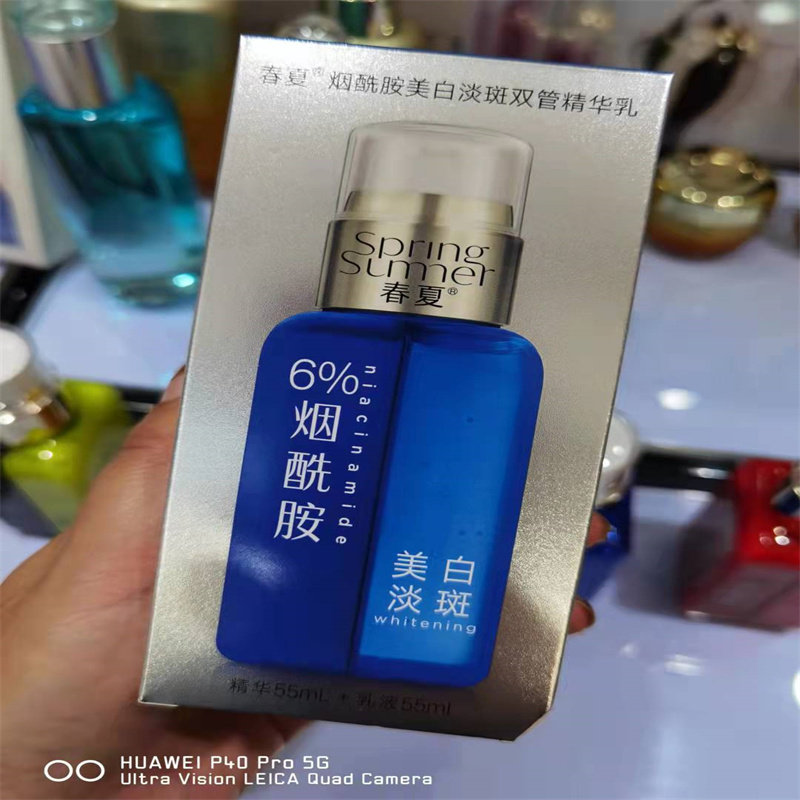 春夏® 烟酰胺美白淡斑双管精华乳
Spring
Summer
春夏®
6%
烟酰胺
niacinamide
美白
淡斑
whitening
精华55mL + 乳液55ml
HUAWEI P40 Pro 5G
Ultra Vision LEICA Quad Camera